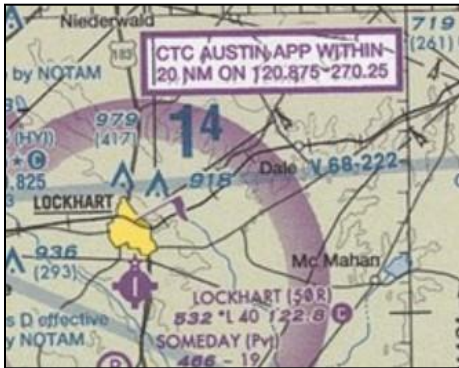 Niederwald
719
(261)
183
CTC AUSTIN APP WITHIN
20 NM ON 120.875 270.25
by NOTAM
979
(417)
(HYI)
14
C
.825
Dale
V 68-222
918
LOCKHART
936
(293)
Mc Mahan
LOCKHART (50R)
532 *L 40 122.8 C
s D effective
y NOTAM
SOMEDAY (Pvt)
466 - 19
R